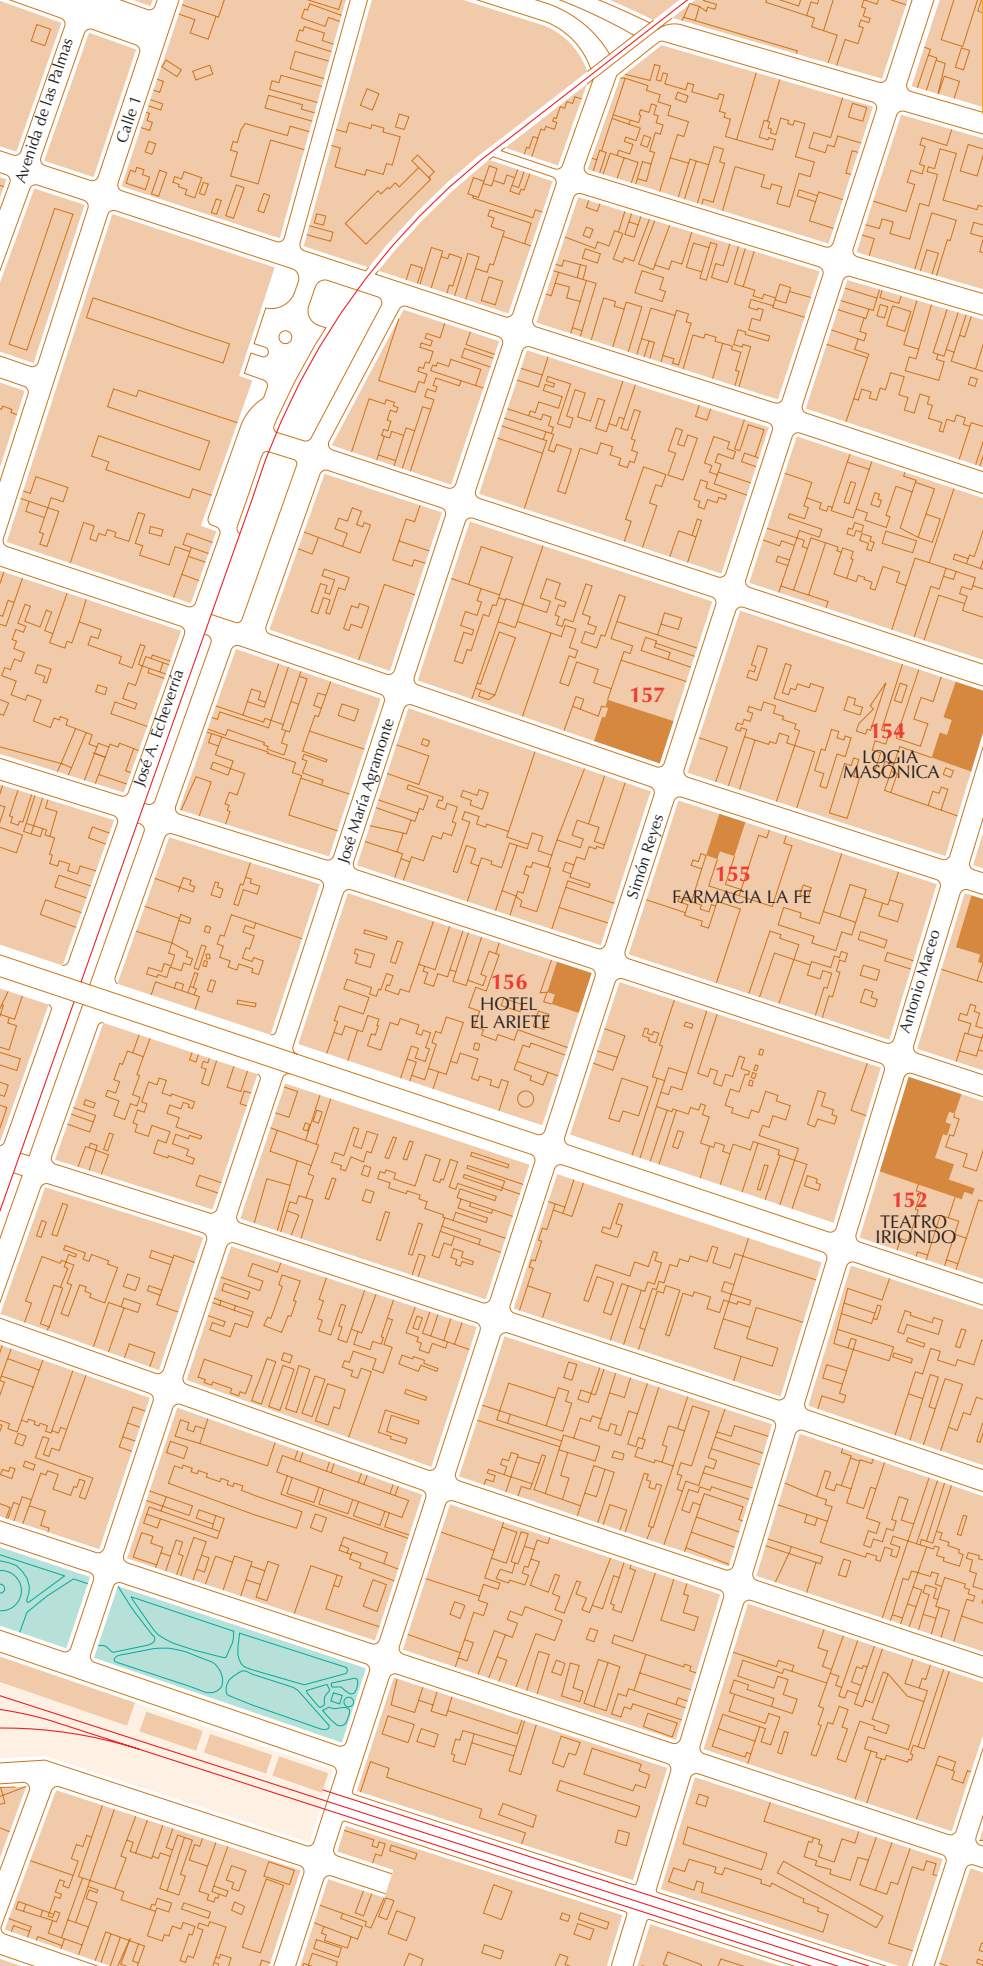 Avenida de las Palmas
Calle 1
José A. Echeverría
José María Agramonte
157
154
LOGIA
MASÓNICA
Simón Reyes
155
FARMACIA LA FE
Antonio Maceo
156
HOTEL
EL ARIETE
152
TEATRO
IRIONDO